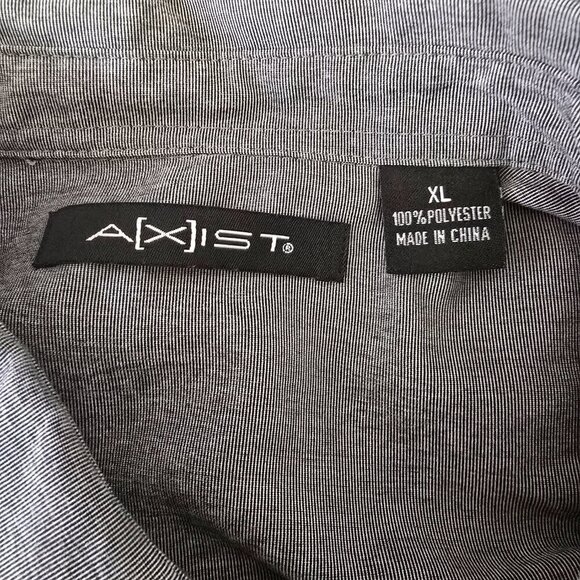 A[X]IST®
XL
100% POLYESTER
MADE IN CHINA